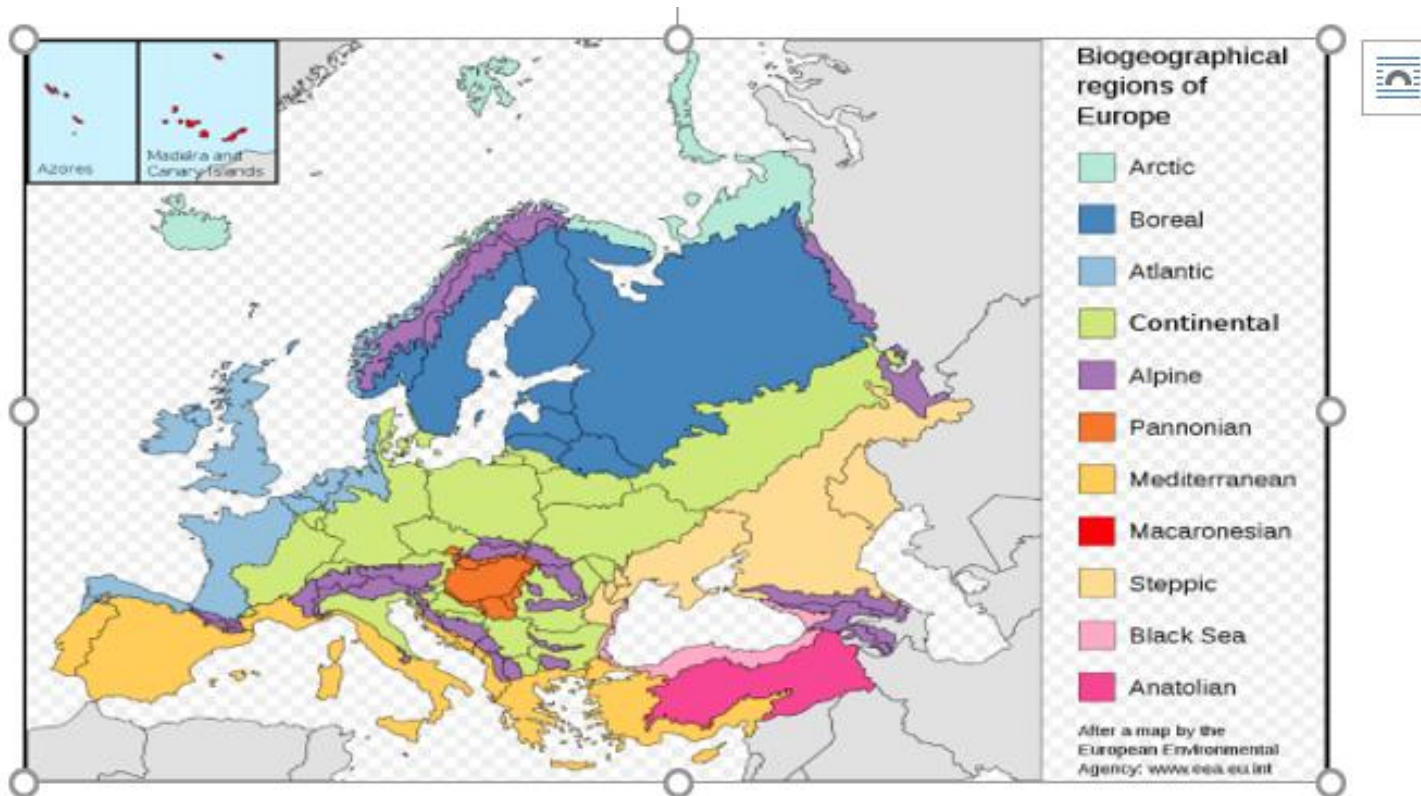 Azores
Madeira and
Canary Islands
Biogeographical
regions of
Europe
Arctic
Boreal
Atlantic
Continental
Alpine
Pannonian
Mediterranean
Macaronesian
Steppic
Black Sea
Anatolian
After a map by the
European Environmental
Agency: www.eea.eu.int